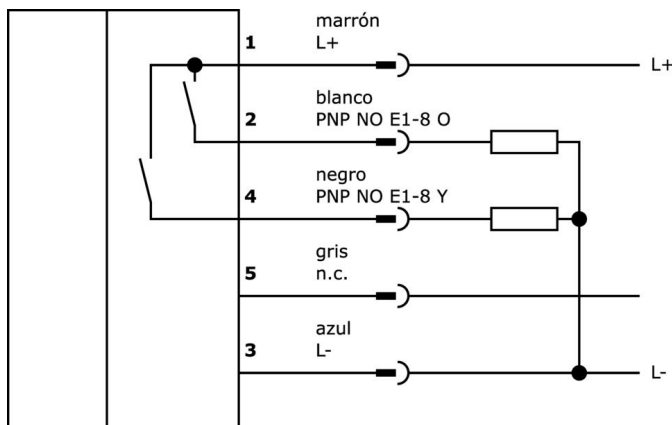 marrón
1
L+
L+
blanco
2
PNP NO E1-8 O
negro
4
PNP NO E1-8 Y
gris
5
n.c.
azul
3
L-
L-